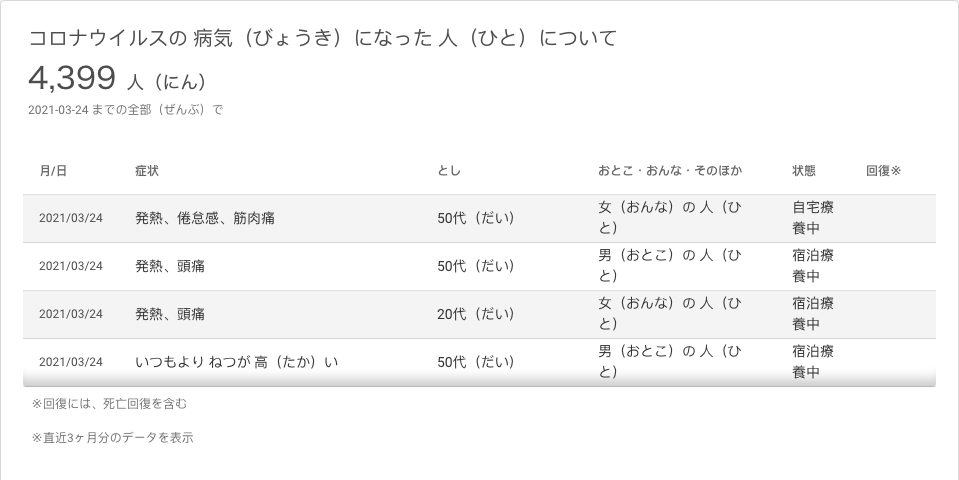 コロナウイルスの 病気（びょうき）になった 人（ひと）について
4,399 人（にん）
2021-03-24 までの全部（ぜんぶ）で
月/日 症状 とし おとこ・おんな・そのほか 状態 回復※
2021/03/24 発熱、倦怠感、筋肉痛 50代（だい） 女（おんな）の 人（ひ 自宅療
と） 養中
2021/03/24 発熱、頭痛 50代（だい） 男（おとこ）の 人（ひ 宿泊療
と） 養中
2021/03/24 発熱、頭痛 20代（だい） 女（おんな）の 人（ひ 宿泊療
と） 養中
2021/03/24 いつもより ねつが 高（たか）い 50代（だい） 男（おとこ）の 人（ひ 宿泊療
と） 養中
※回復には、死亡回復を含む
※直近3ヶ月分のデータを表示